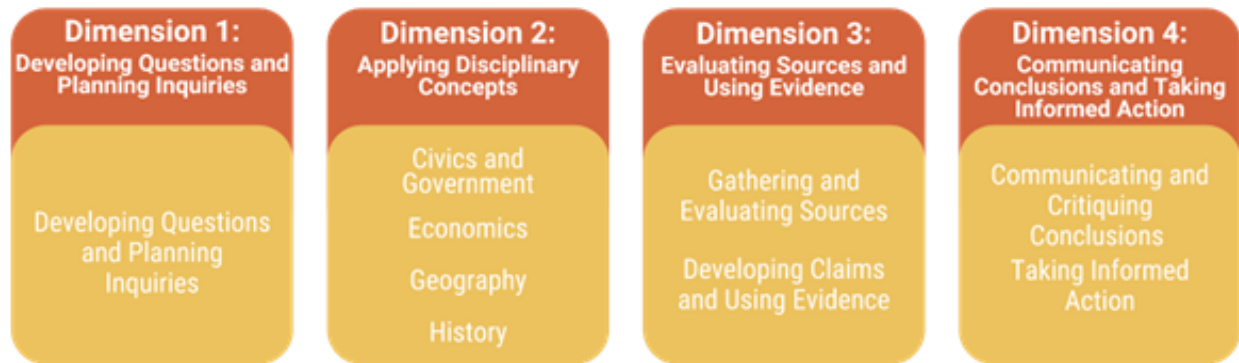 Dimension 1:
Developing Questions and
Planning Inquiries
Developing Questions
and Planning
Inquiries
Dimension 2:
Applying Disciplinary
Concepts
Civics and
Government
Economics
Geography
History
Dimension 3:
Evaluating Sources and
Using Evidence
Gathering and
Evaluating Sources
Developing Claims
and Using Evidence
Dimension 4:
Communicating
Conclusions and Taking
Informed Action
Communicating and
Critiquing
Conclusions
Taking Informed
Action